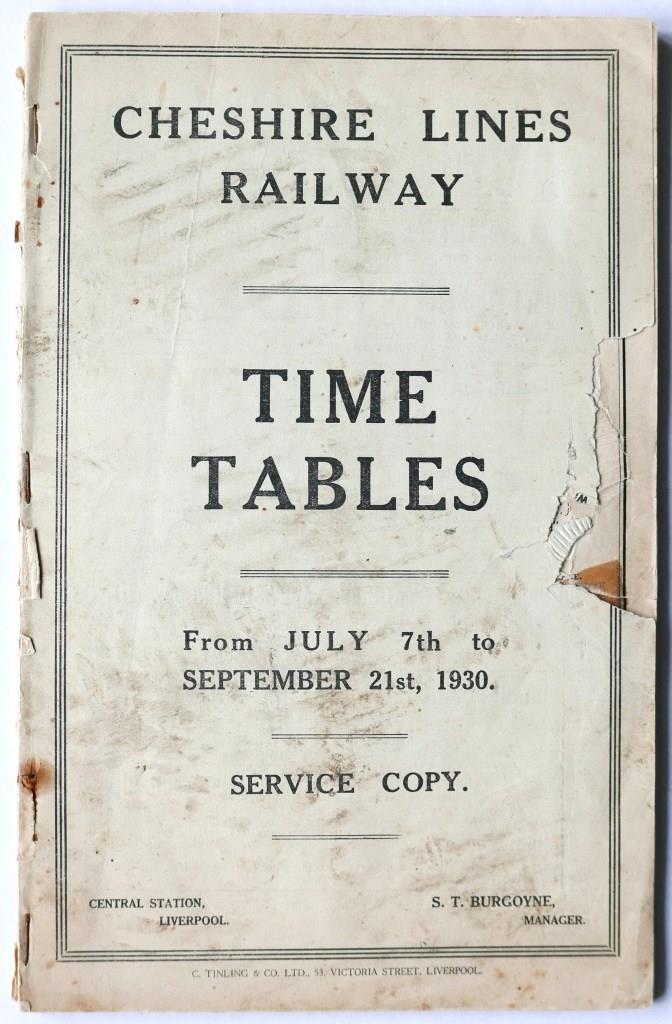 CHESHIRE LINES
RAILWAY
TIME
TABLES
From JULY 7th to
SEPTEMBER 21st, 1930.
SERVICE COPY.
CENTRAL STATION,
LIVERPOOL.
S. T. BURGOYNE,
MANAGER.
C. TINLING & CO. LTD., 53, VICTORIA STREET, LIVERPOOL.